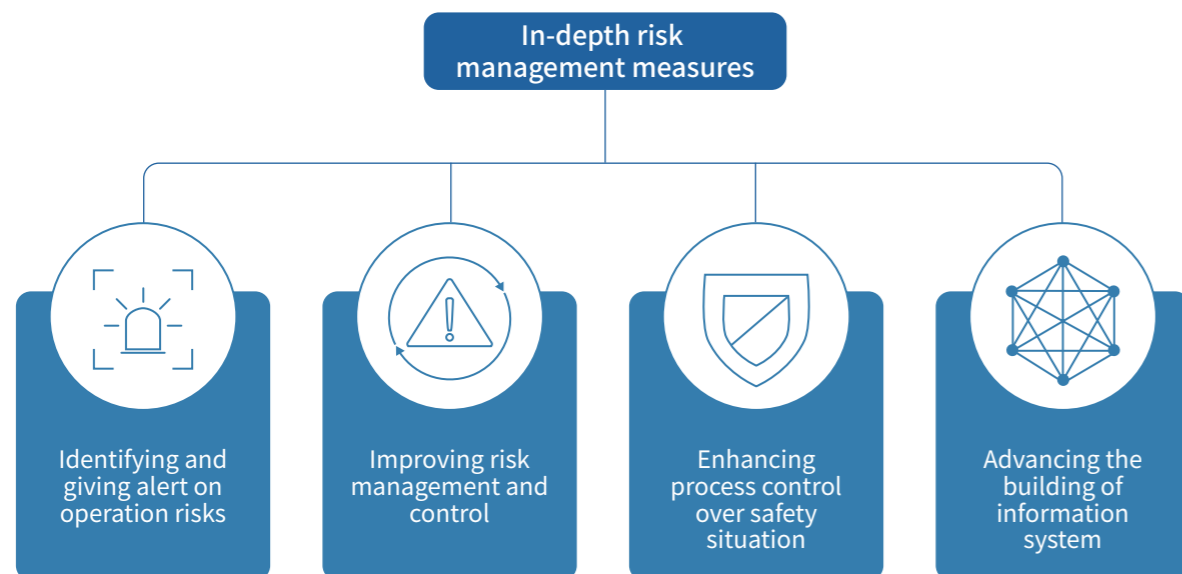 In-depth risk
management measures
Identifying and
giving alert on
operation risks
Improving risk
management and
control
Enhancing
process control
over safety
situation
Advancing the
building of
information
system